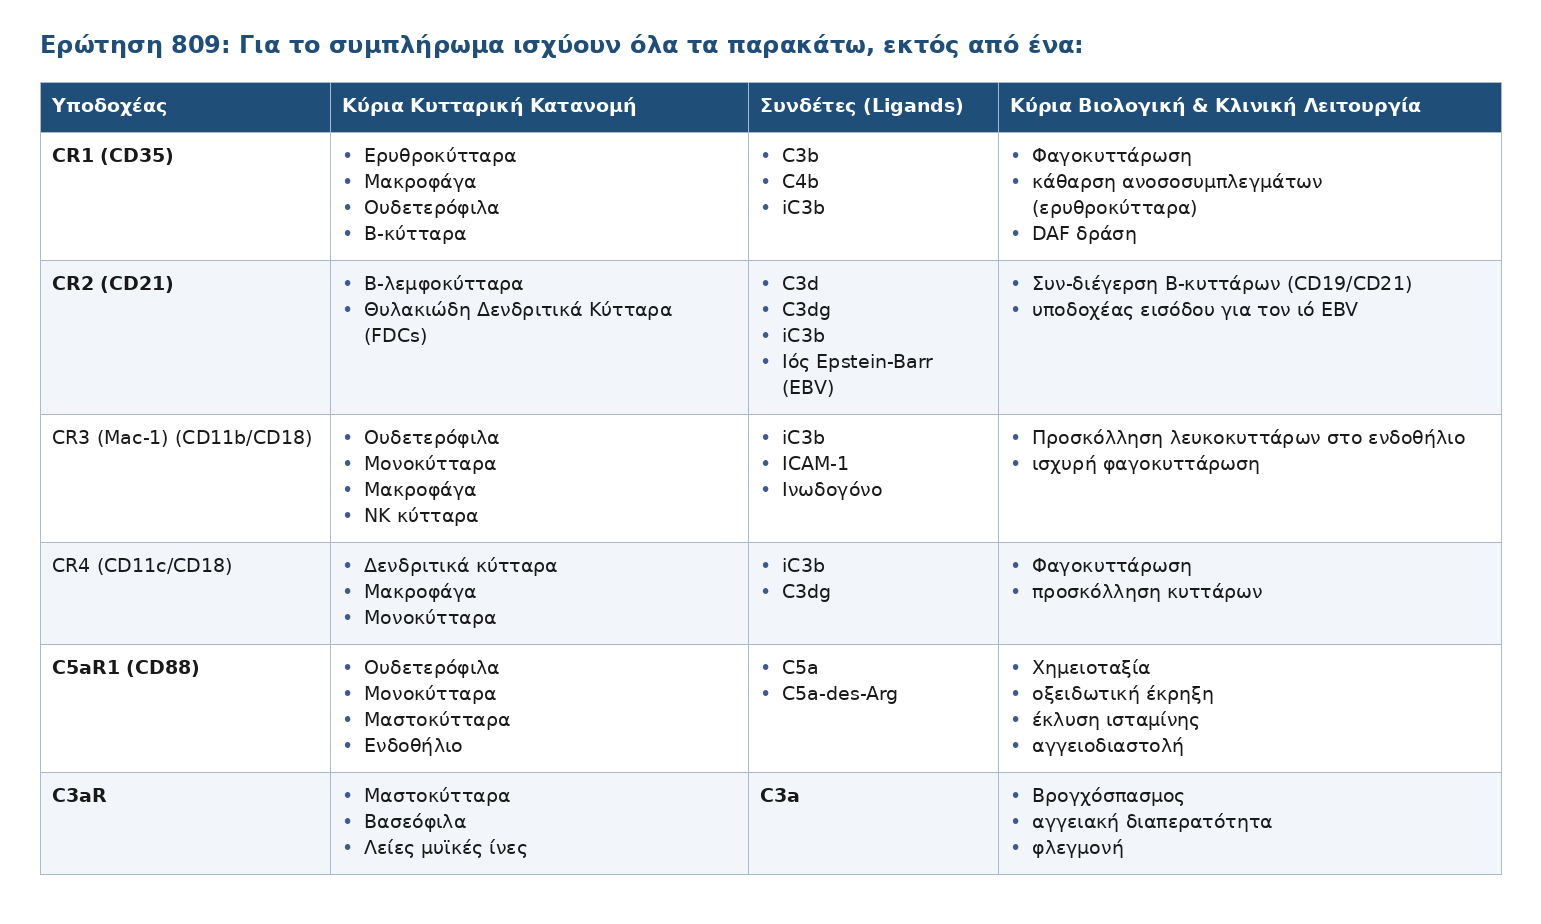 Ερώτηση 809: Για το συμπλήρωμα ισχύουν όλα τα παρακάτω, εκτός από ένα:
Υποδοχέας
Κύρια Κυτταρική Κατανομή
Συνδέτες (Ligands)
Κύρια Βιολογική & Κλινική Λειτουργία
CR1 (CD35)
• Ερυθροκύτταρα
• Μακροφάγα
• Ουδετερόφιλα
• Β-κύτταρα
• C3b
• C4b
• iC3b
• Φαγοκυττάρωση
• κάθαρση ανοσοσυμπλεγμάτων
(ερυθροκύτταρα)
• DAF δράση
CR2 (CD21)
• Β-λεμφοκύτταρα
• Θυλακιώδη Δενδριτικά Κύτταρα
(FDCs)
• C3d
• C3dg
• iC3b
• Ιός Epstein-Barr
(EBV)
• Συν-διέγερση Β-κυττάρων (CD19/CD21)
• υποδοχέας εισόδου για τον ιό EBV
CR3 (Mac-1) (CD11b/CD18)
• Ουδετερόφιλα
• Μονοκύτταρα
• Μακροφάγα
• NK κύτταρα
• iC3b
• ICAM-1
• Ινωδογόνο
• Προσκόλληση λευκοκυττάρων στο ενδοθήλιο
• ισχυρή φαγοκυττάρωση
CR4 (CD11c/CD18)
• Δενδριτικά κύτταρα
• Μακροφάγα
• Μονοκύτταρα
• iC3b
• C3dg
• Φαγοκυττάρωση
• προσκόλληση κυττάρων
C5aR1 (CD88)
• Ουδετερόφιλα
• Μονοκύτταρα
• Μαστοκύτταρα
• Ενδοθήλιο
• C5a
• C5a-des-Arg
• Χημειοταξία
• οξειδωτική έκρηξη
• έκλυση ισταμίνης
• αγγειοδιαστολή
C3aR
• Μαστοκύτταρα
• Βασεόφιλα
• Λείες μυϊκές ίνες
C3a
• Βρογχόσπασμος
• αγγειακή διαπερατότητα
• φλεγμονή